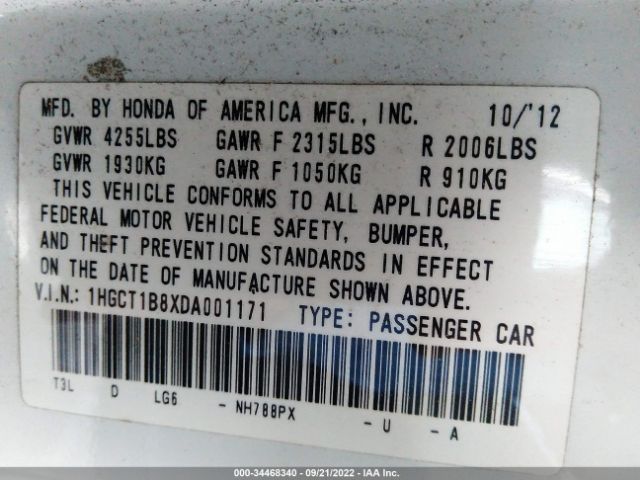 MFD. BY HONDA OF AMERICA MFG., INC. 10/'12
GVWR 4255LBS GAWR F 2315LBS R 2006LBS
GVWR 1930KG GAWR F 1050KG R 910KG
THIS VEHICLE CONFORMS TO ALL APPLICABLE
FEDERAL MOTOR VEHICLE SAFETY, BUMPER,
AND THEFT PREVENTION STANDARDS IN EFFECT
ON THE DATE OF MANUFACTURE SHOWN ABOVE.
V.I.N.: 1HGCT1B8XDA001171 TYPE: PASSENGER CAR
T3L D LG6 - NH788PX - U - A
000-34468340 - 09/21/2022 - IAA Inc.